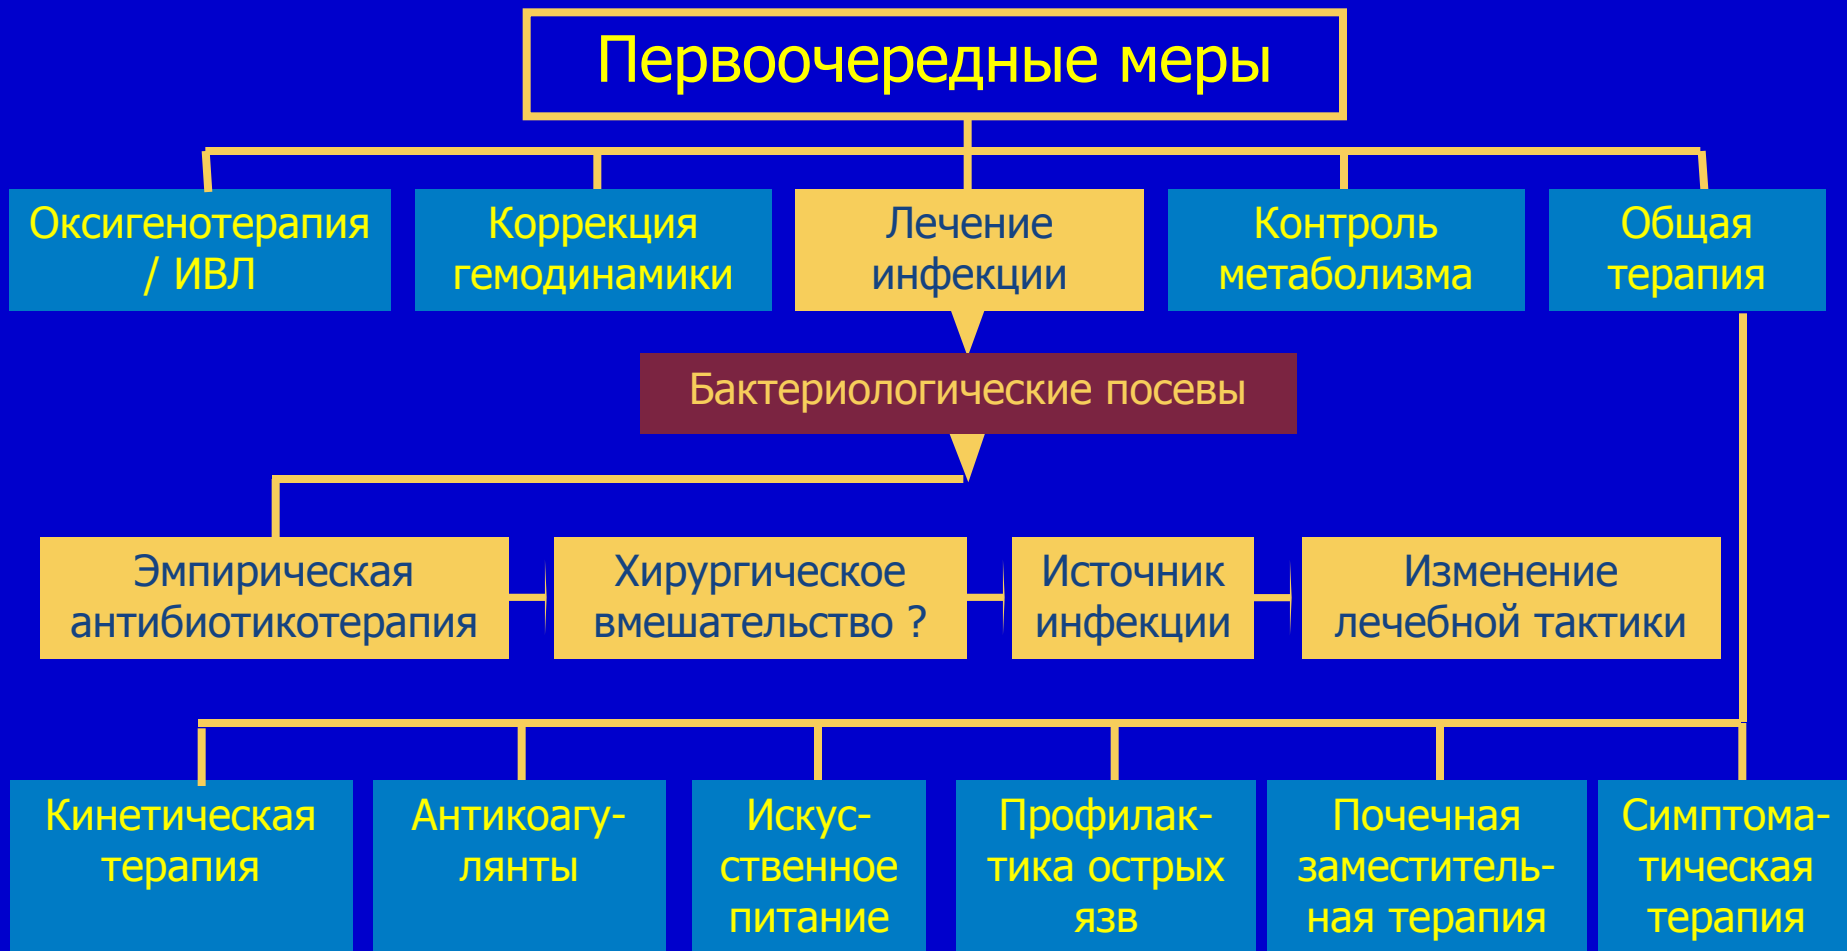 Первоочередные меры
Оксигенотерапия
/ ИВЛ
Коррекция
гемодинамики
Лечение
инфекции
Контроль
метаболизма
Общая
терапия
Бактериологические посевы
Эмпирическая
антибиотикотерапия
Хирургическое
вмешательство ?
Источник
инфекции
Изменение
лечебной тактики
Кинетическая
терапия
Антикоагу-
лянты
Искус-
ственное
питание
Профилак-
тика острых
язв
Почечная
заместитель-
ная терапия
Симптома-
тическая
терапия